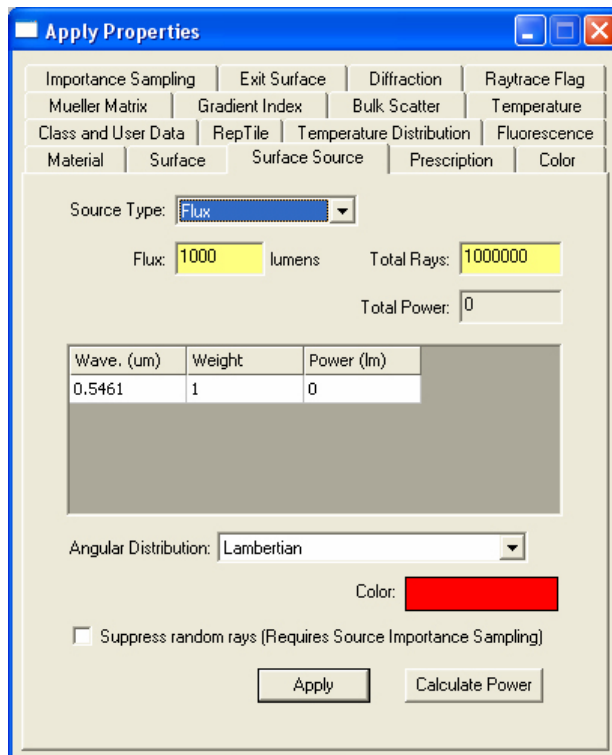 Apply Properties
Importance Sampling Exit Surface Diffraction Raytrace Flag
Mueller Matrix Gradient Index Bulk Scatter Temperature
Class and User Data RepTile Temperature Distribution Fluorescence
Material Surface Surface Source Prescription Color
Source Type: Flux
Flux: 1000 lumens Total Rays: 1000000
Total Power: 0
Wave. (um) Weight Power (lm)
0.5461 1 0
Angular Distribution: Lambertian
Color:
Suppress random rays (Requires Source Importance Sampling)
Apply Calculate Power